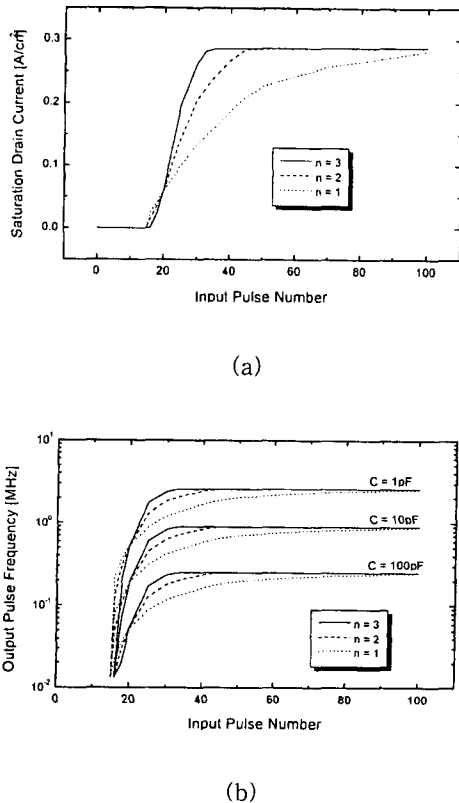 Saturation Drain Current [A/cm²]
0.3
0.2
0.1
0.0
n = 3
n = 2
n = 1
0 20 40 60 80 100
Input Pulse Number
(a)
Output Pulse Frequency [MHz]
10¹
10⁰
10⁻¹
10⁻²
C = 1pF
C = 10pF
C = 100pF
n = 3
n = 2
n = 1
0 20 40 60 80 100
Input Pulse Number
(b)